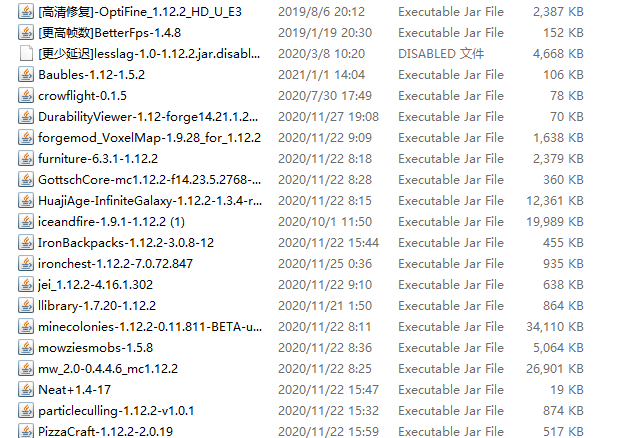 [高清修复]-OptiFine_1.12.2_HD_U_E3 2019/8/6 20:12 Executable Jar File 2,387 KB
[更高帧数]BetterFps-1.4.8 2019/1/19 20:30 Executable Jar File 152 KB
[更少延迟]lesslag-1.0-1.12.2.jar.disabl... 2020/3/8 10:20 DISABLED 文件 4,668 KB
Baubles-1.12-1.5.2 2021/1/1 14:04 Executable Jar File 106 KB
crowflight-0.1.5 2020/7/30 17:49 Executable Jar File 78 KB
DurabilityViewer-1.12-forge14.21.1.2... 2020/11/27 19:08 Executable Jar File 70 KB
forgemod_VoxelMap-1.9.28_for_1.12.2 2020/11/22 9:09 Executable Jar File 1,638 KB
furniture-6.3.1-1.12.2 2020/11/22 8:18 Executable Jar File 2,379 KB
GottschCore-mc1.12.2-f14.23.5.2768-... 2020/11/22 8:28 Executable Jar File 360 KB
HuajiAge-InfiniteGalaxy-1.12.2-1.3.4-r... 2020/11/22 8:15 Executable Jar File 12,361 KB
iceandfire-1.9.1-1.12.2 (1) 2020/10/1 11:50 Executable Jar File 19,989 KB
IronBackpacks-1.12.2-3.0.8-12 2020/11/22 15:44 Executable Jar File 455 KB
ironchest-1.12.2-7.0.72.847 2020/11/25 0:36 Executable Jar File 935 KB
jei_1.12.2-4.16.1.302 2020/11/22 9:10 Executable Jar File 638 KB
llibrary-1.7.20-1.12.2 2020/11/21 1:50 Executable Jar File 864 KB
minecolonies-1.12.2-0.11.811-BETA-u... 2020/11/22 8:11 Executable Jar File 34,110 KB
mowziesmobs-1.5.8 2020/11/22 8:36 Executable Jar File 5,064 KB
mw_2.0-0.4.4.6_mc1.12.2 2020/11/22 8:25 Executable Jar File 26,901 KB
Neat+1.4-17 2020/11/22 15:47 Executable Jar File 19 KB
particleculling-1.12.2-v1.0.1 2020/11/22 15:32 Executable Jar File 874 KB
PizzaCraft-1.12.2-2.0.19 2020/11/22 15:59 Executable Jar File 517 KB